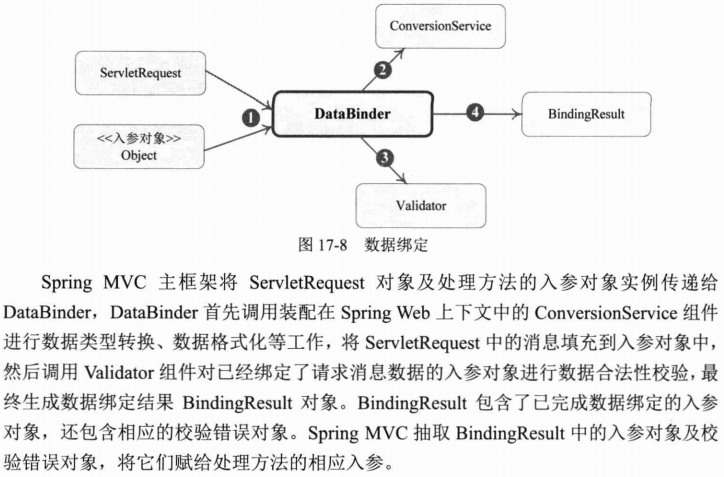 ConversionService
ServletRequest
❷
❶
DataBinder
❹
BindingResult
<<入参对象>>
Object
❸
Validator
图 17-8 数据绑定
Spring MVC 主框架将 ServletRequest 对象及处理方法的入参对象实例传递给
DataBinder，DataBinder 首先调用装配在 Spring Web 上下文中的 ConversionService 组件
进行数据类型转换、数据格式化等工作，将 ServletRequest 中的消息填充到入参对象中，
然后调用 Validator 组件对已经绑定了请求消息数据的入参对象进行数据合法性校验，最
终生成数据绑定结果 BindingResult 对象。BindingResult 包含了已完成数据绑定的入参
对象，还包含相应的校验错误对象。Spring MVC 抽取 BindingResult 中的入参对象及校
验错误对象，将它们赋给处理方法的相应入参。